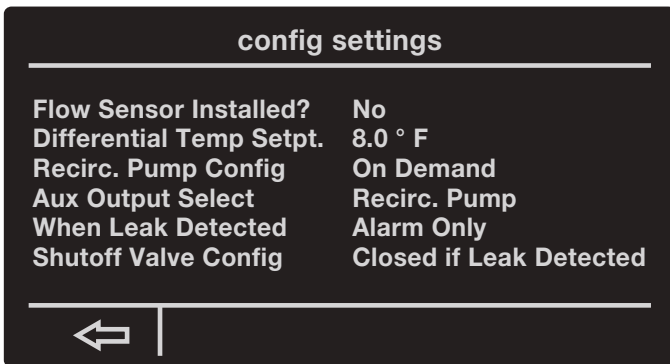 config settings
Flow Sensor Installed? No
Differential Temp Setpt. 8.0 ° F
Recirc. Pump Config On Demand
Aux Output Select Recirc. Pump
When Leak Detected Alarm Only
Shutoff Valve Config Closed if Leak Detected